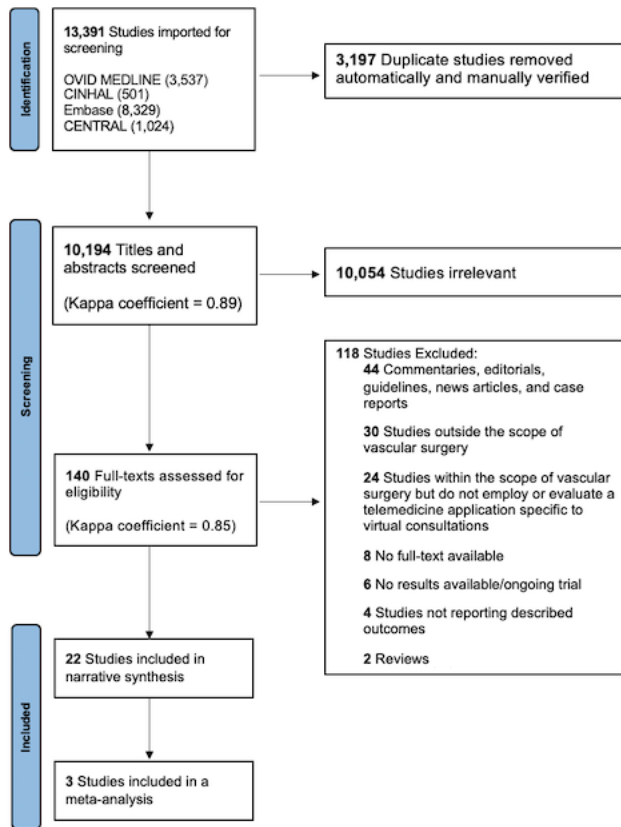 Identification
13,391 Studies imported for
screening
OVID MEDLINE (3,537)
CINHAL (501)
Embase (8,329)
CENTRAL (1,024)
3,197 Duplicate studies removed
automatically and manually verified
Screening
10,194 Titles and
abstracts screened
(Kappa coefficient = 0.89)
10,054 Studies irrelevant
140 Full-texts assessed for
eligibility
(Kappa coefficient = 0.85)
118 Studies Excluded:
44 Commentaries, editorials,
guidelines, news articles, and case
reports
30 Studies outside the scope of
vascular surgery
24 Studies within the scope of vascular
surgery but do not employ or evaluate a
telemedicine application specific to
virtual consultations
8 No full-text available
6 No results available/ongoing trial
4 Studies not reporting described
outcomes
2 Reviews
Included
22 Studies included in
narrative synthesis
3 Studies included in a
meta-analysis